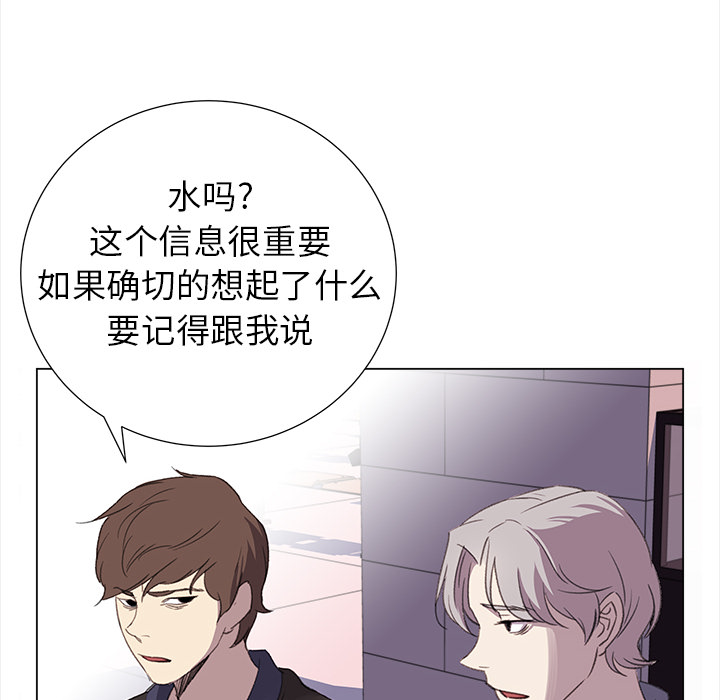 水吗?
这个信息很重要
如果确切的想起了什么
要记得跟我说